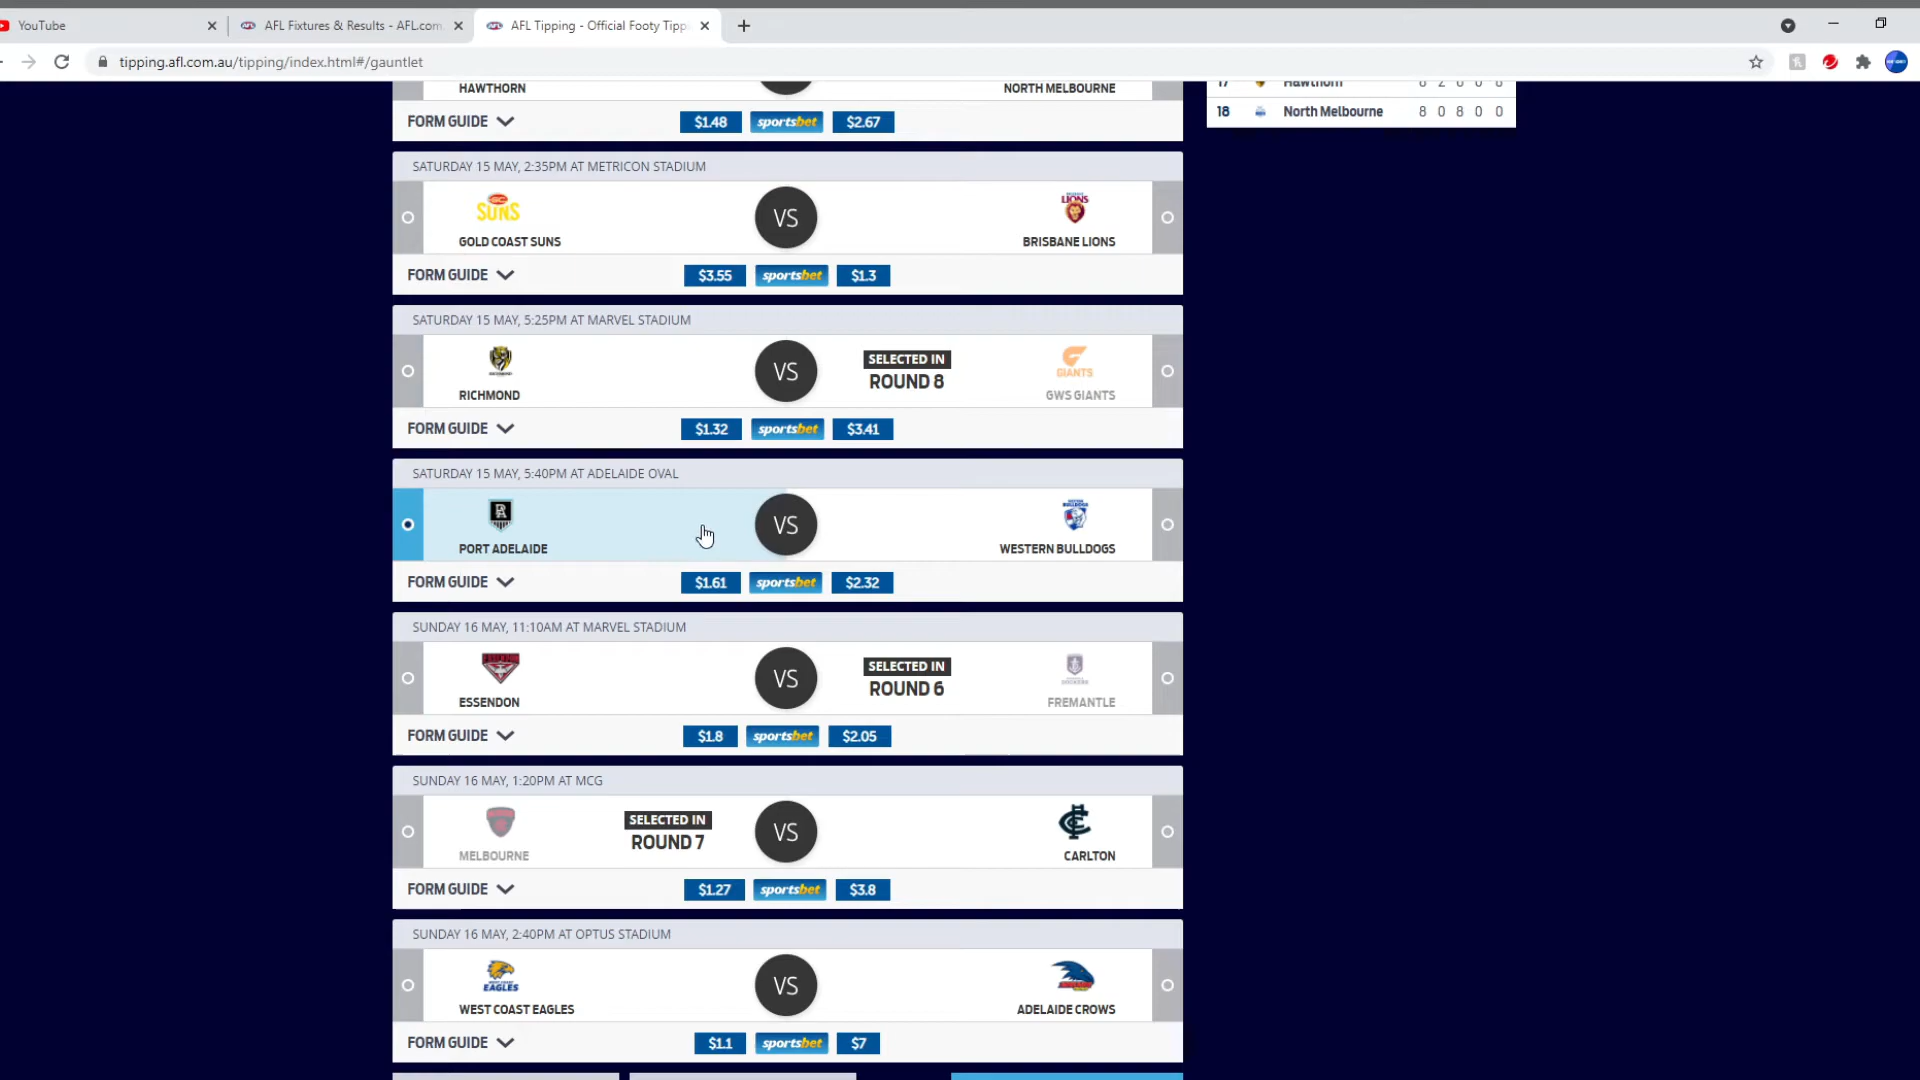 YouTube
AFL Fixtures & Results - AFL.com
AFL Tipping - Official Footy Tipp
tipping.afl.com.au/tipping/index.html#/gauntlet
HAWTHORN
NORTH MELBOURNE
FORM GUIDE
$1.48 sportsbet $2.67
17 Hawthorn 8 2 6 0 8
18 North Melbourne 8 0 8 0 0
SATURDAY 15 MAY, 2:35PM AT METRICON STADIUM
SUNS
VS
LIONS
GOLD COAST SUNS
BRISBANE LIONS
FORM GUIDE
$3.55 sportsbet $1.3
SATURDAY 15 MAY, 5:25PM AT MARVEL STADIUM
VS
SELECTED IN
ROUND 8
GIANTS
RICHMOND
GWS GIANTS
FORM GUIDE
$1.32 sportsbet $3.41
SATURDAY 15 MAY, 5:40PM AT ADELAIDE OVAL
VS
PORT ADELAIDE
WESTERN BULLDOGS
FORM GUIDE
$1.61 sportsbet $2.32
SUNDAY 16 MAY, 11:10AM AT MARVEL STADIUM
VS
SELECTED IN
ROUND 6
ESSENDON
FREMANTLE
FORM GUIDE
$1.8 sportsbet $2.05
SUNDAY 16 MAY, 1:20PM AT MCG
SELECTED IN
ROUND 7
VS
MELBOURNE
CARLTON
FORM GUIDE
$1.27 sportsbet $3.8
SUNDAY 16 MAY, 2:40PM AT OPTUS STADIUM
EAGLES
VS
WEST COAST EAGLES
ADELAIDE CROWS
FORM GUIDE
$1.1 sportsbet $7